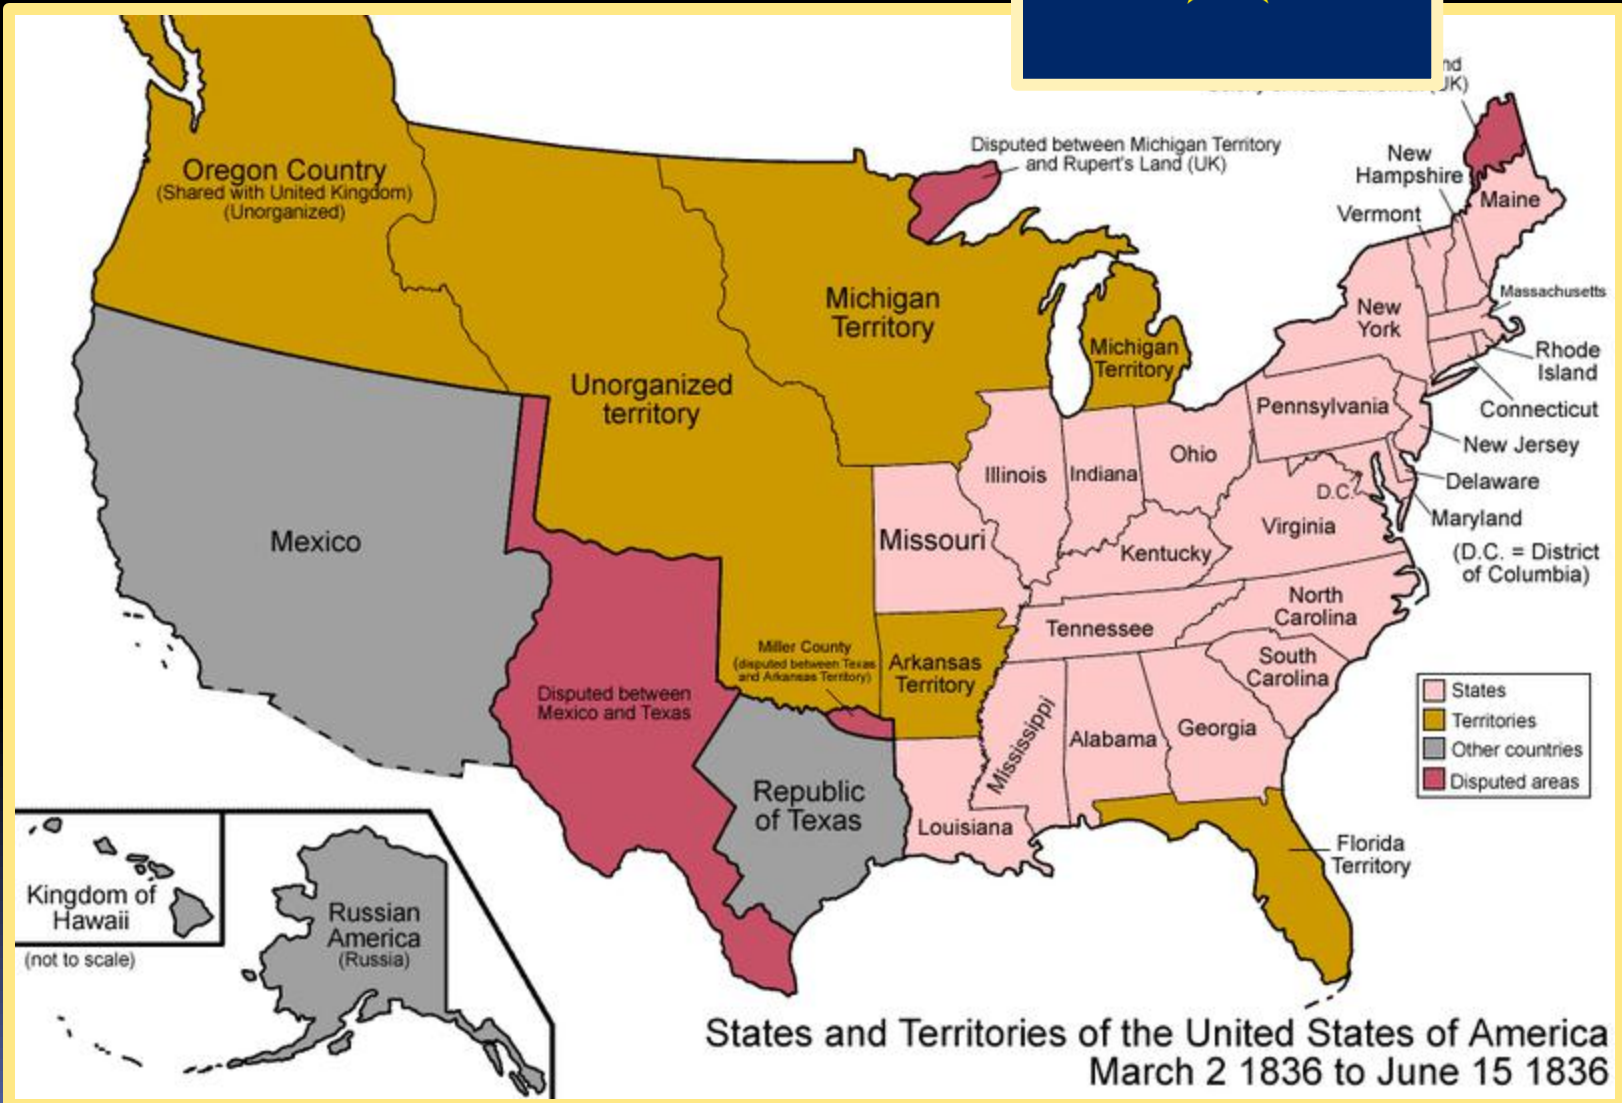 nd
(UK)
Disputed between Michigan Territory
and Rupert's Land (UK)
New
Hampshire
Vermont
Maine
Oregon Country
(Shared with United Kingdom)
(Unorganized)
Michigan
Territory
Michigan
Territory
New
York
Massachusetts
Rhode
Island
Connecticut
New Jersey
Delaware
Maryland
(D.C. = District
of Columbia)
Unorganized
territory
Pennsylvania
Illinois
Indiana
Ohio
D.C.
Virginia
Mexico
Missouri
Kentucky
North
Carolina
Tennessee
South
Carolina
Miller County
(disputed between Texas
and Arkansas Territory)
Arkansas
Territory
Disputed between
Mexico and Texas
Mississippi
Alabama
Georgia
States
Territories
Other countries
Disputed areas
Republic
of Texas
Louisiana
Florida
Territory
Kingdom of
Hawaii
(not to scale)
Russian
America
(Russia)
States and Territories of the United States of America
March 2 1836 to June 15 1836